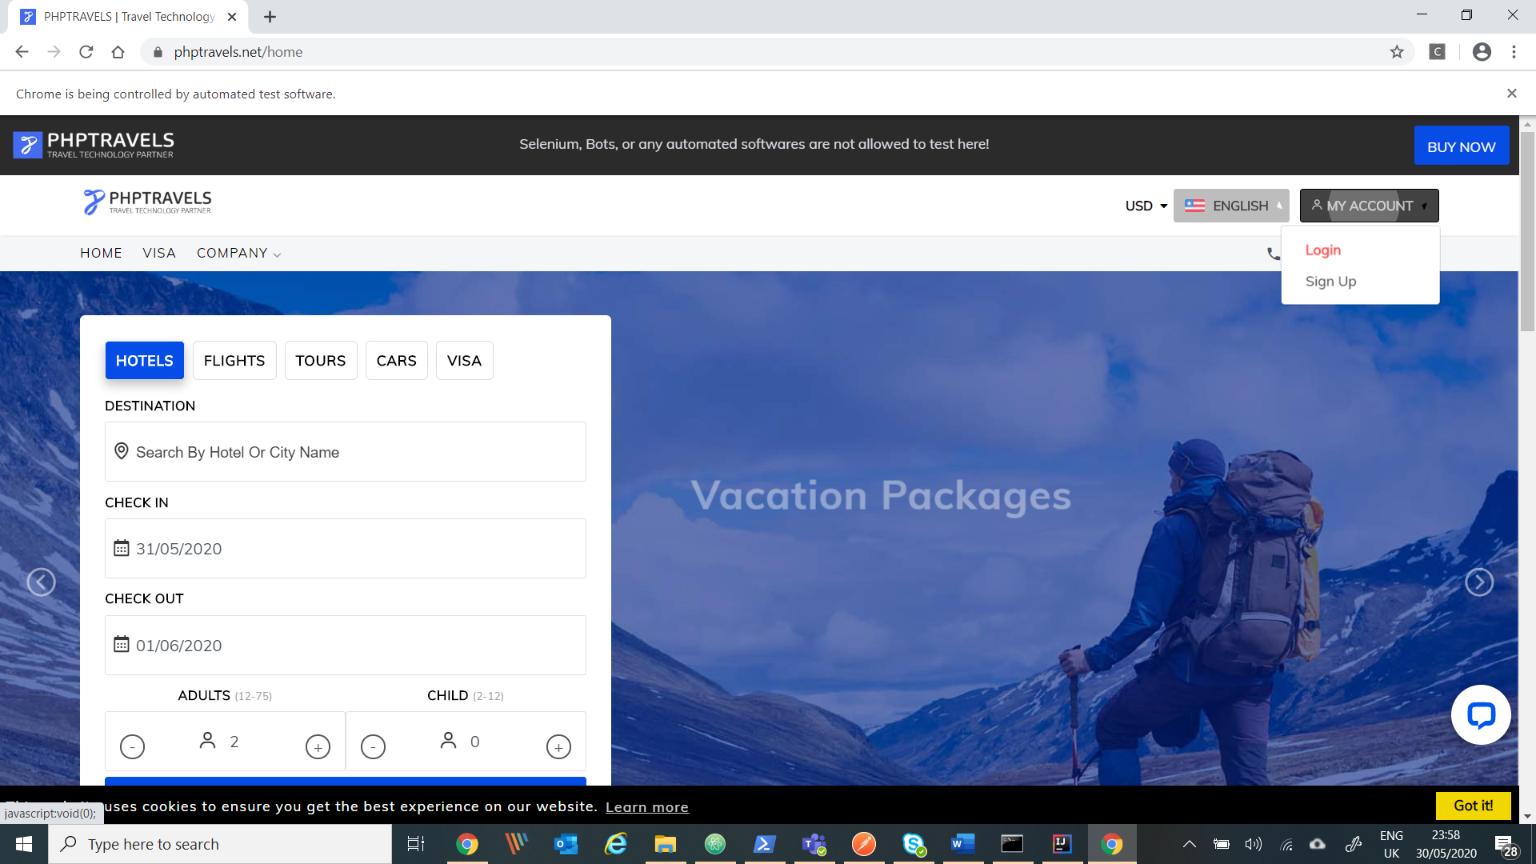 PHPTRAVELS | Travel Technology
phptravels.net/home
Chrome is being controlled by automated test software.
PHPTRAVELS
TRAVEL TECHNOLOGY PARTNER
Selenium, Bots, or any automated softwares are not allowed to test here!
BUY NOW
PHPTRAVELS
TRAVEL TECHNOLOGY PARTNER
USD
ENGLISH
MY ACCOUNT
HOME VISA COMPANY
Login
Sign Up
HOTELS FLIGHTS TOURS CARS VISA
DESTINATION
Search By Hotel Or City Name
Vacation Packages
CHECK IN
31/05/2020
CHECK OUT
01/06/2020
ADULTS (12-75) CHILD (2-12)
- 2 + - 0 +
uses cookies to ensure you get the best experience on our website. Learn more
Got it!
javascript:void(0);
Type here to search
ENG
UK
23:58
30/05/2020
28